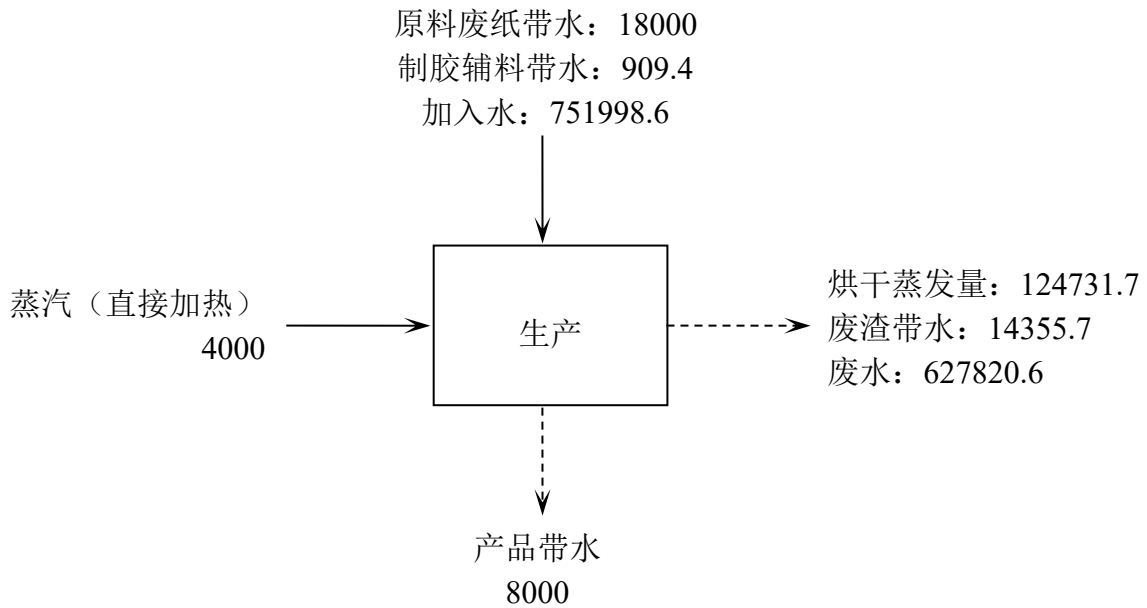 原料废纸带水：18000
制胶辅料带水：909.4
加入水：751998.6
蒸汽（直接加热）
4000
生产
烘干蒸发量：124731.7
废渣带水：14355.7
废水：627820.6
产品带水
8000